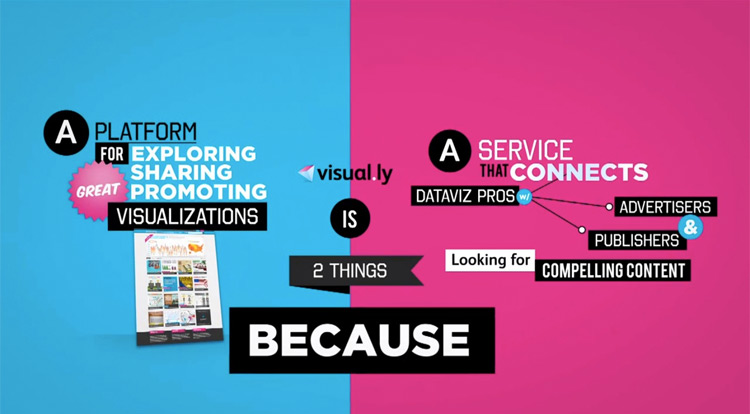 A PLATFORM
FOR EXPLORING
SHARING
GREAT PROMOTING
VISUALIZATIONS
visual.ly
IS
2 THINGS
A SERVICE
THAT CONNECTS
DATAVIZ PROS w/
ADVERTISERS
&
PUBLISHERS
Looking for COMPELLING CONTENT
BECAUSE